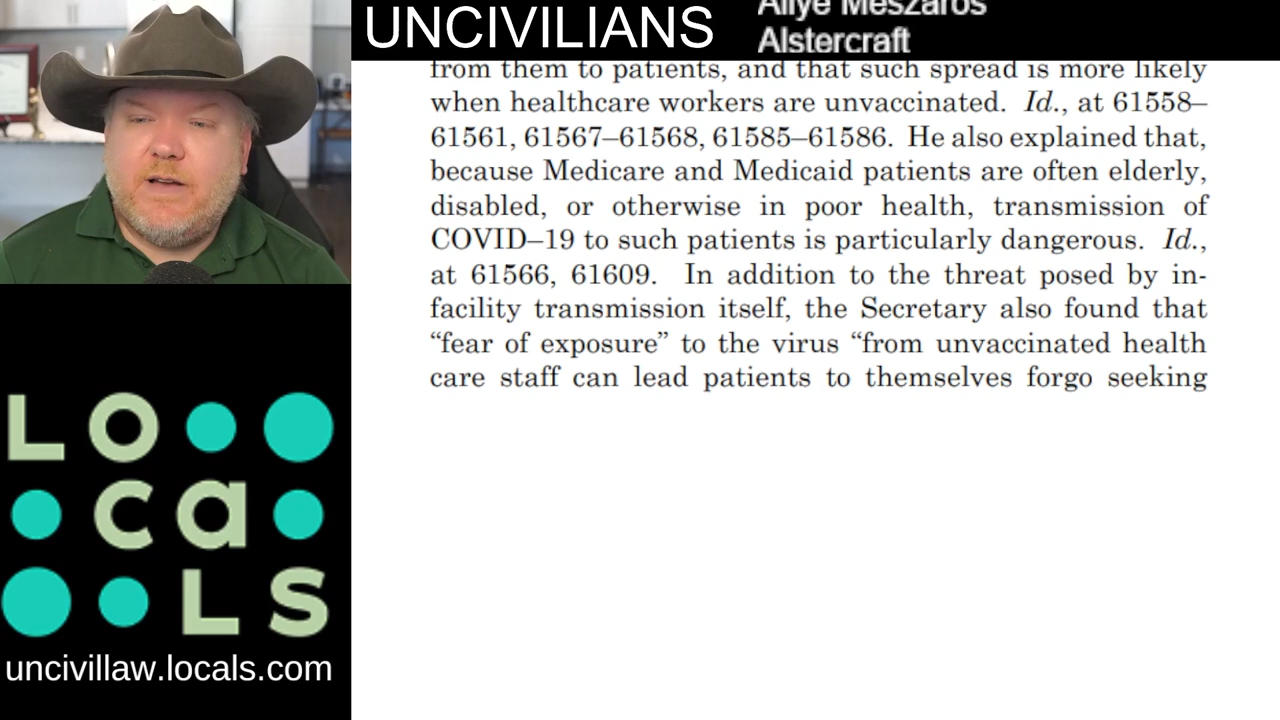 UNCIVILIANS
Allye Meszaros
Alstercraft
from them to patients, and that such spread is more likely
when healthcare workers are unvaccinated. Id., at 61558–
61561, 61567–61568, 61585–61586. He also explained that,
because Medicare and Medicaid patients are often elderly,
disabled, or otherwise in poor health, transmission of
COVID–19 to such patients is particularly dangerous. Id.,
at 61566, 61609. In addition to the threat posed by in-
facility transmission itself, the Secretary also found that
“fear of exposure” to the virus “from unvaccinated health
care staff can lead patients to themselves forgo seeking
LOcaLS
uncivillaw.locals.com